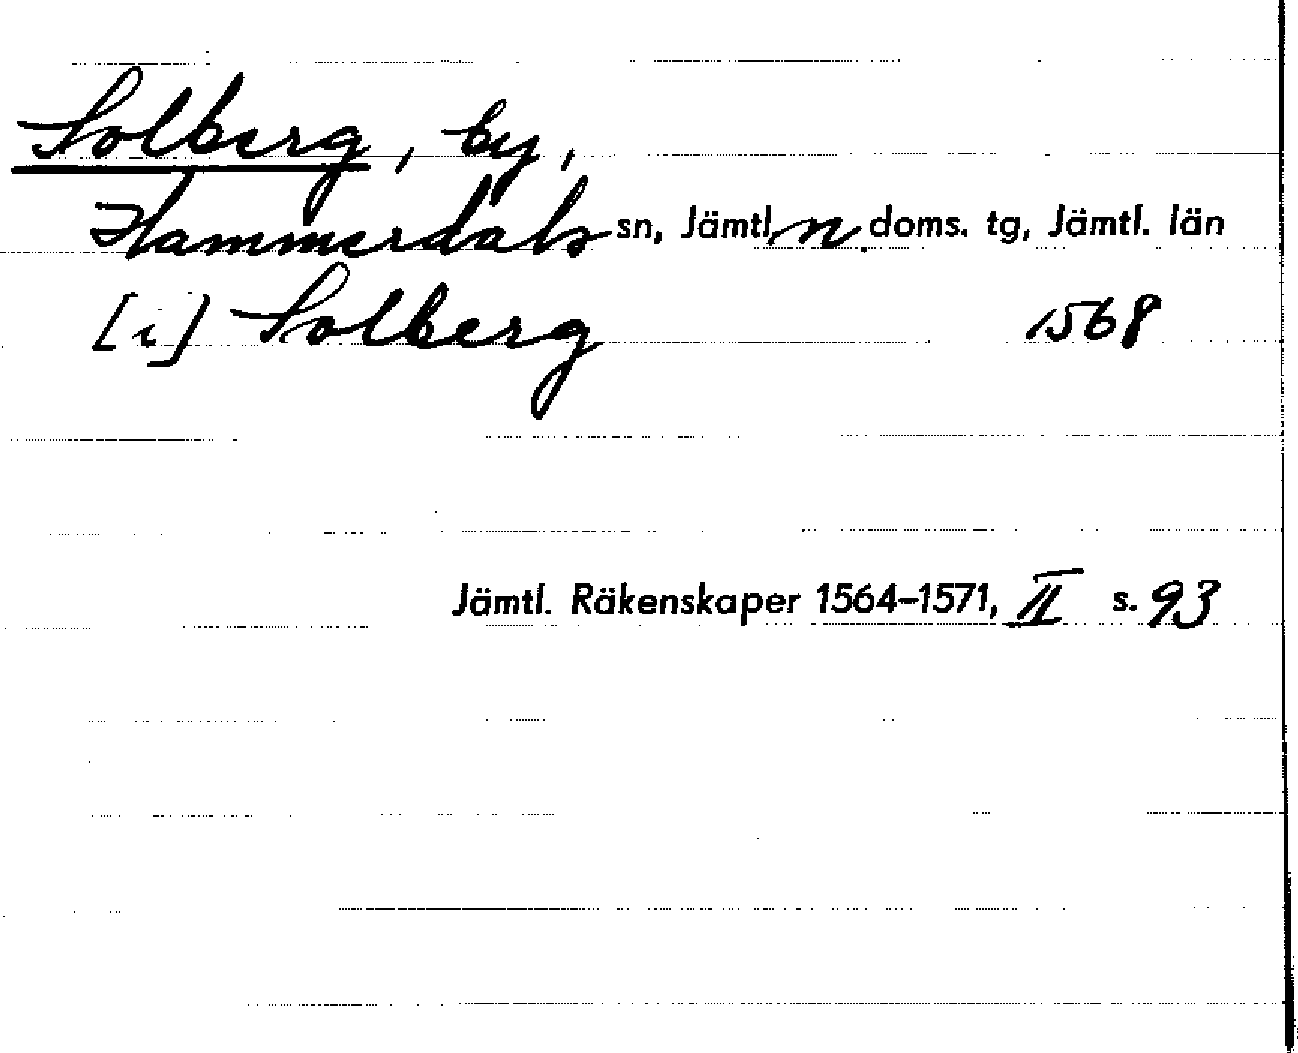 Solberg, by,
Hammerdals sn, Jämtl. n. doms. tg, Jämtl. län
[i] Solberg 1568
Jämtl. Räkenskaper 1564-1571, II s. 93